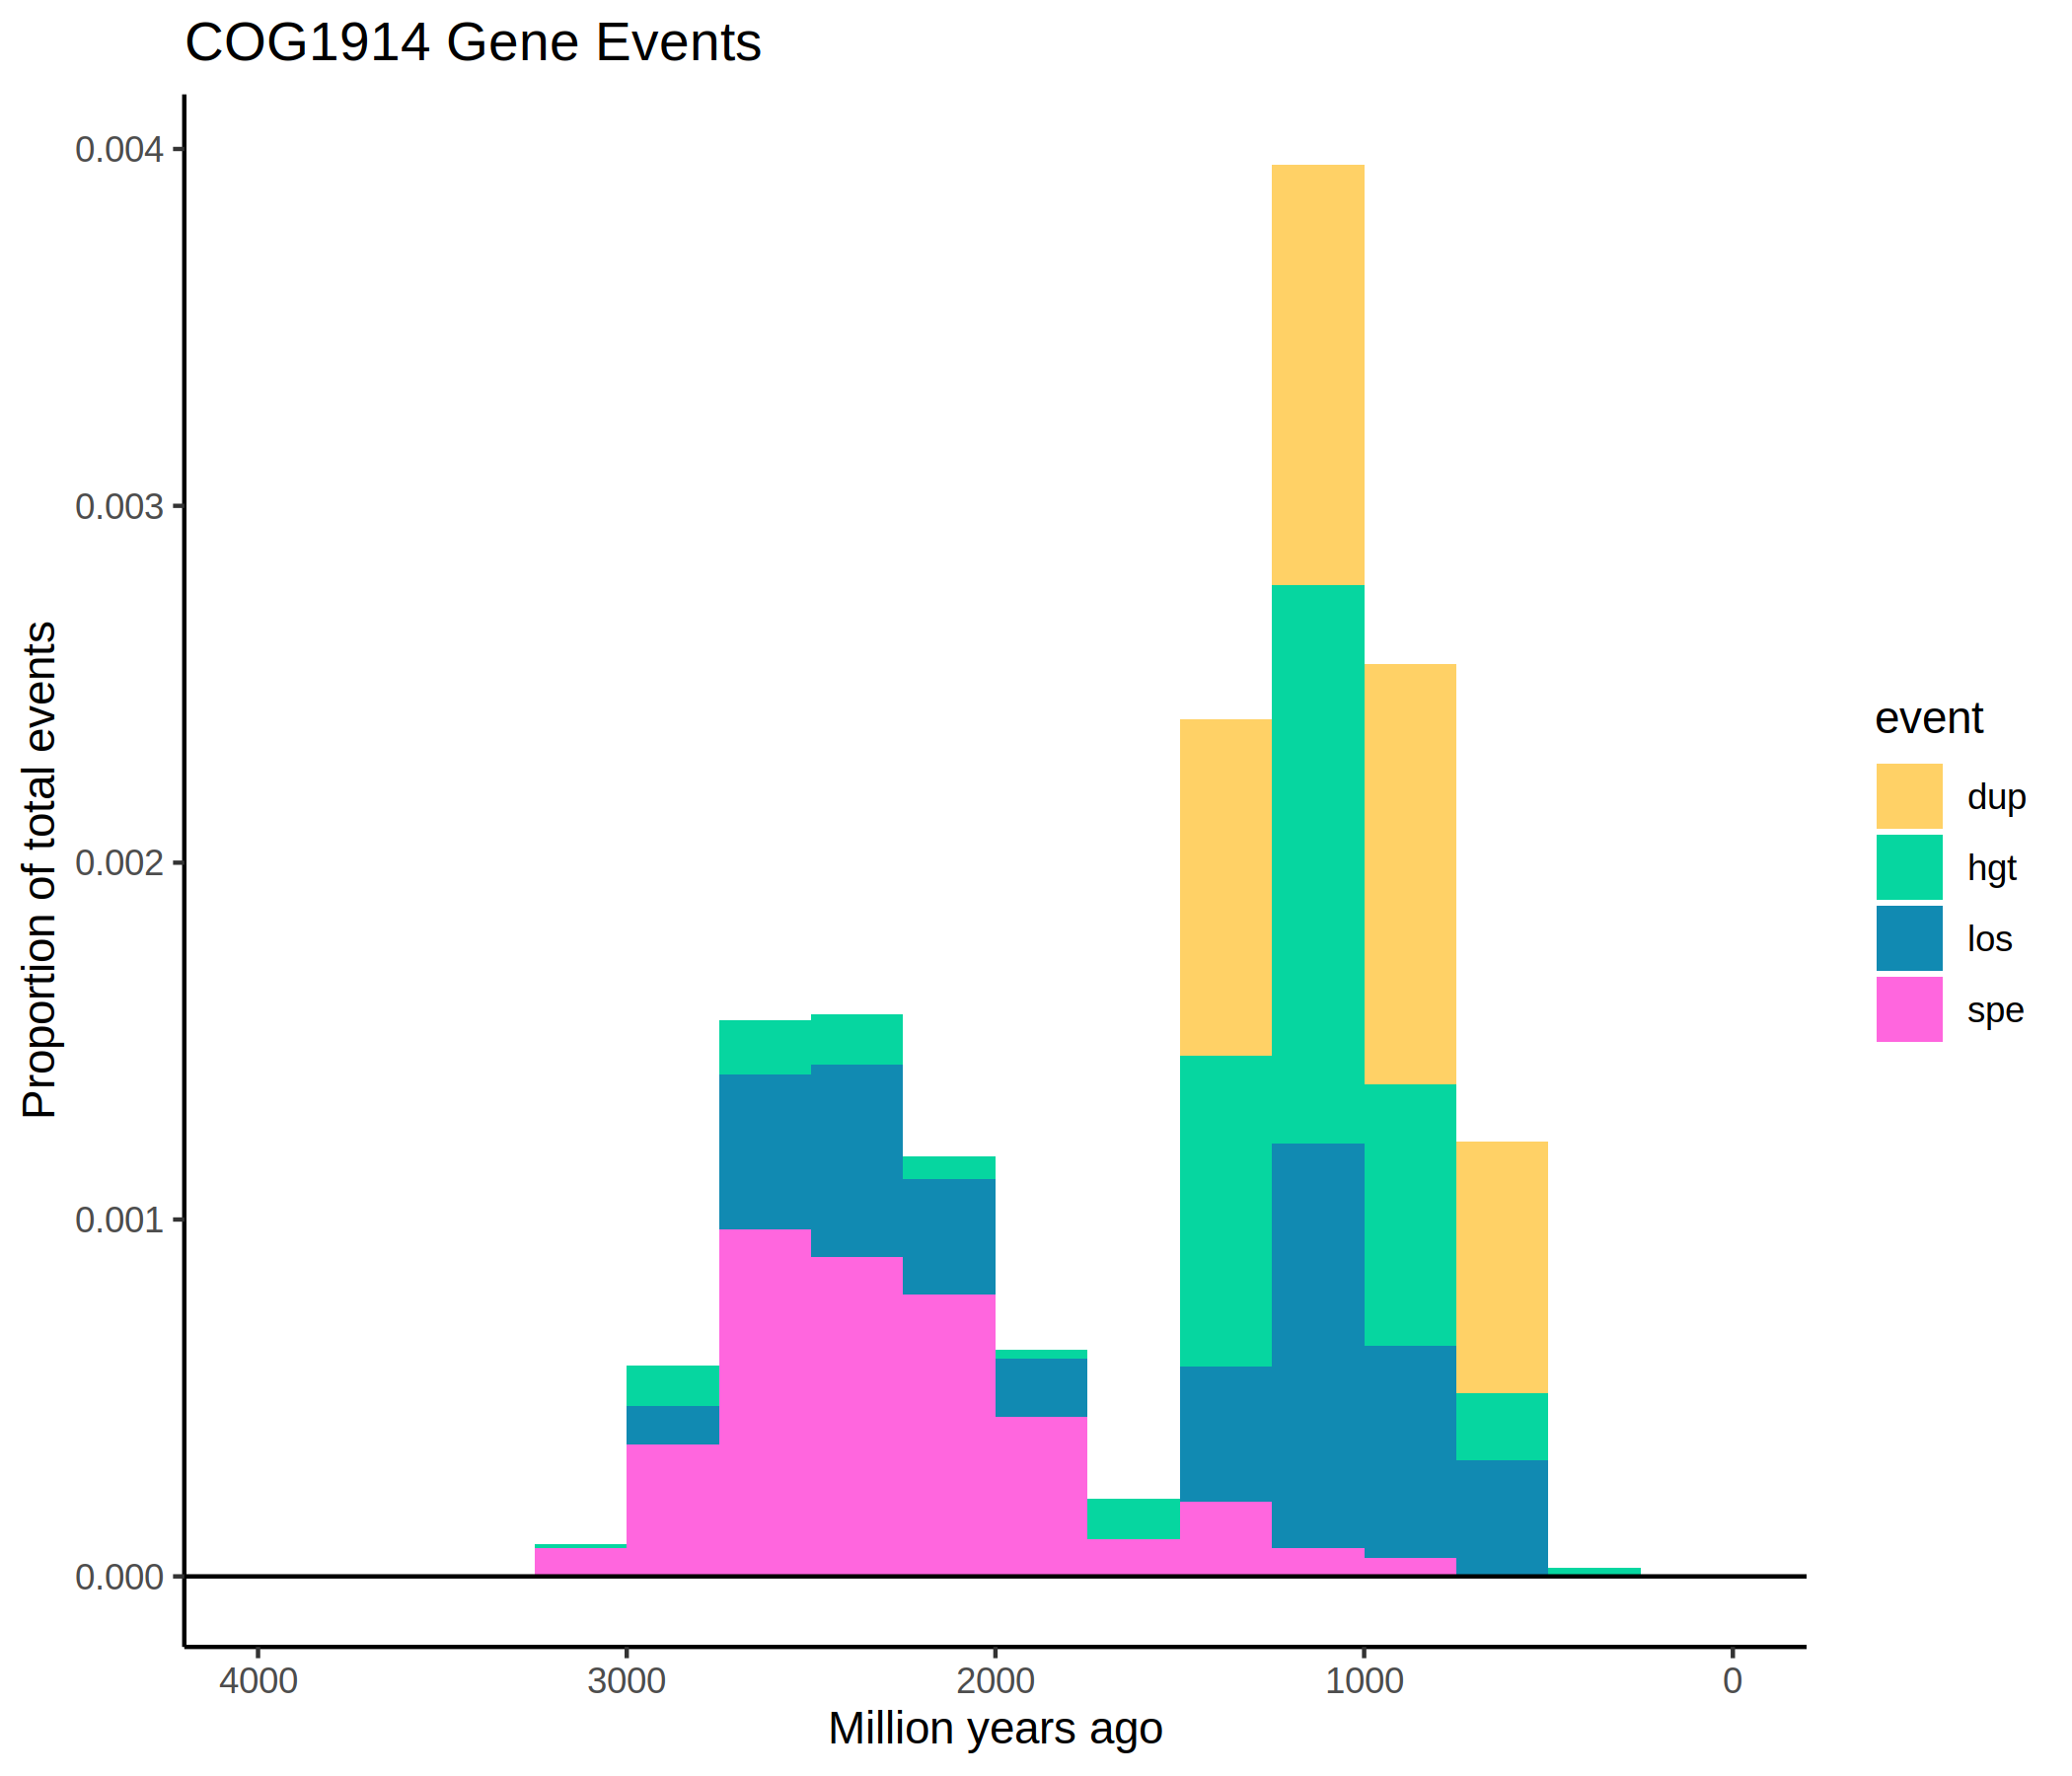 COG1914 Gene Events
0.004
0.003
0.002
0.001
0.000
Proportion of total events
4000 3000 2000 1000 0
Million years ago
event
dup
hgt
los
spe